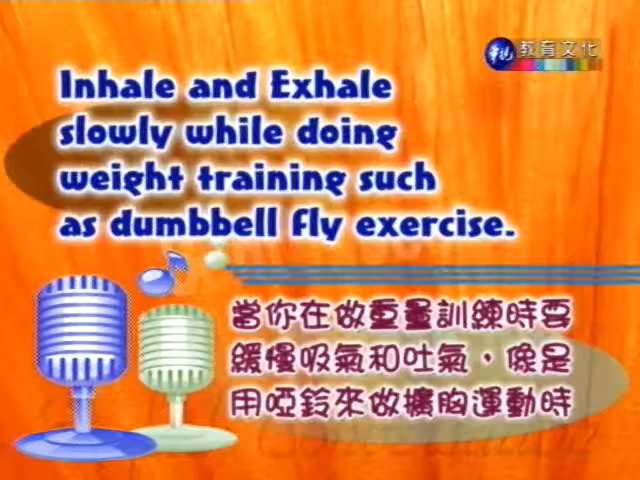 華視 教育文化
Inhale and Exhale
slowly while doing
weight training such
as dumbbell fly exercise.
當你在做重量訓練時要
緩慢吸氣和吐氣，像是
用啞鈴來做擴胸運動時